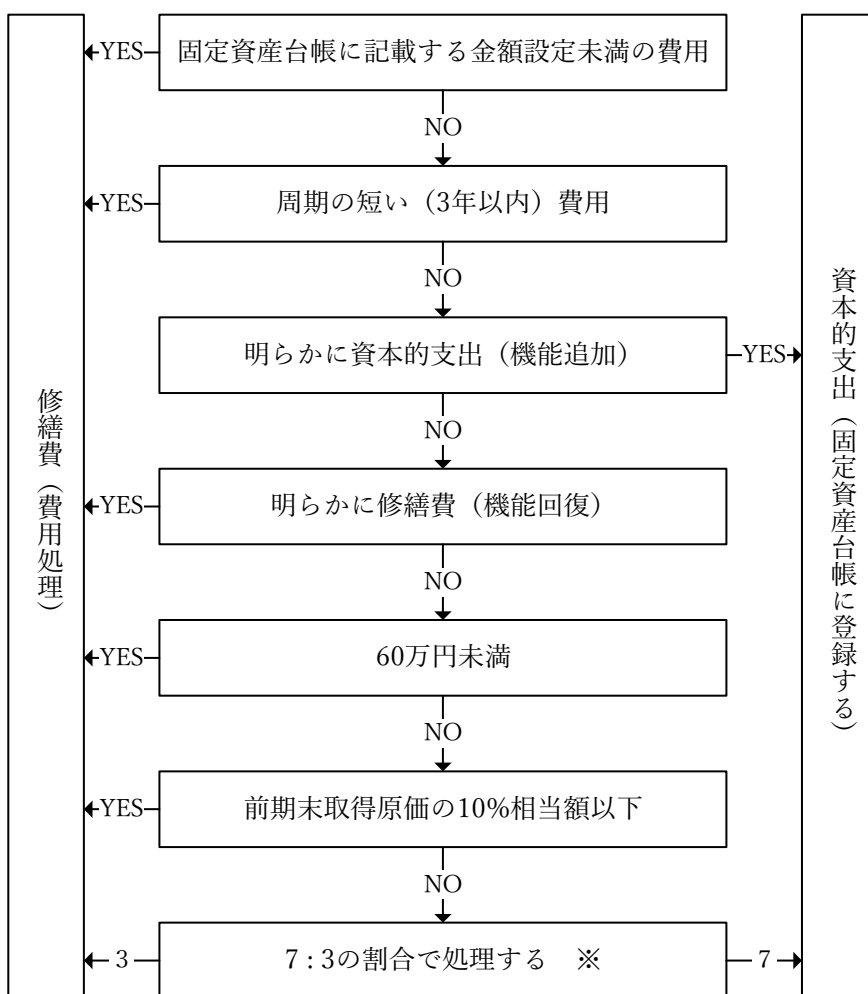 固定資産台帳に記載する金額設定未満の費用
YES
NO
周期の短い（3年以内）費用
YES
NO
明らかに資本的支出（機能追加）
YES
NO
明らかに修繕費（機能回復）
YES
NO
60万円未満
YES
NO
前期末取得原価の10%相当額以下
YES
NO
7：3の割合で処理する　※
3
7
修繕費（費用処理）
資本的支出（固定資産台帳に登録する）